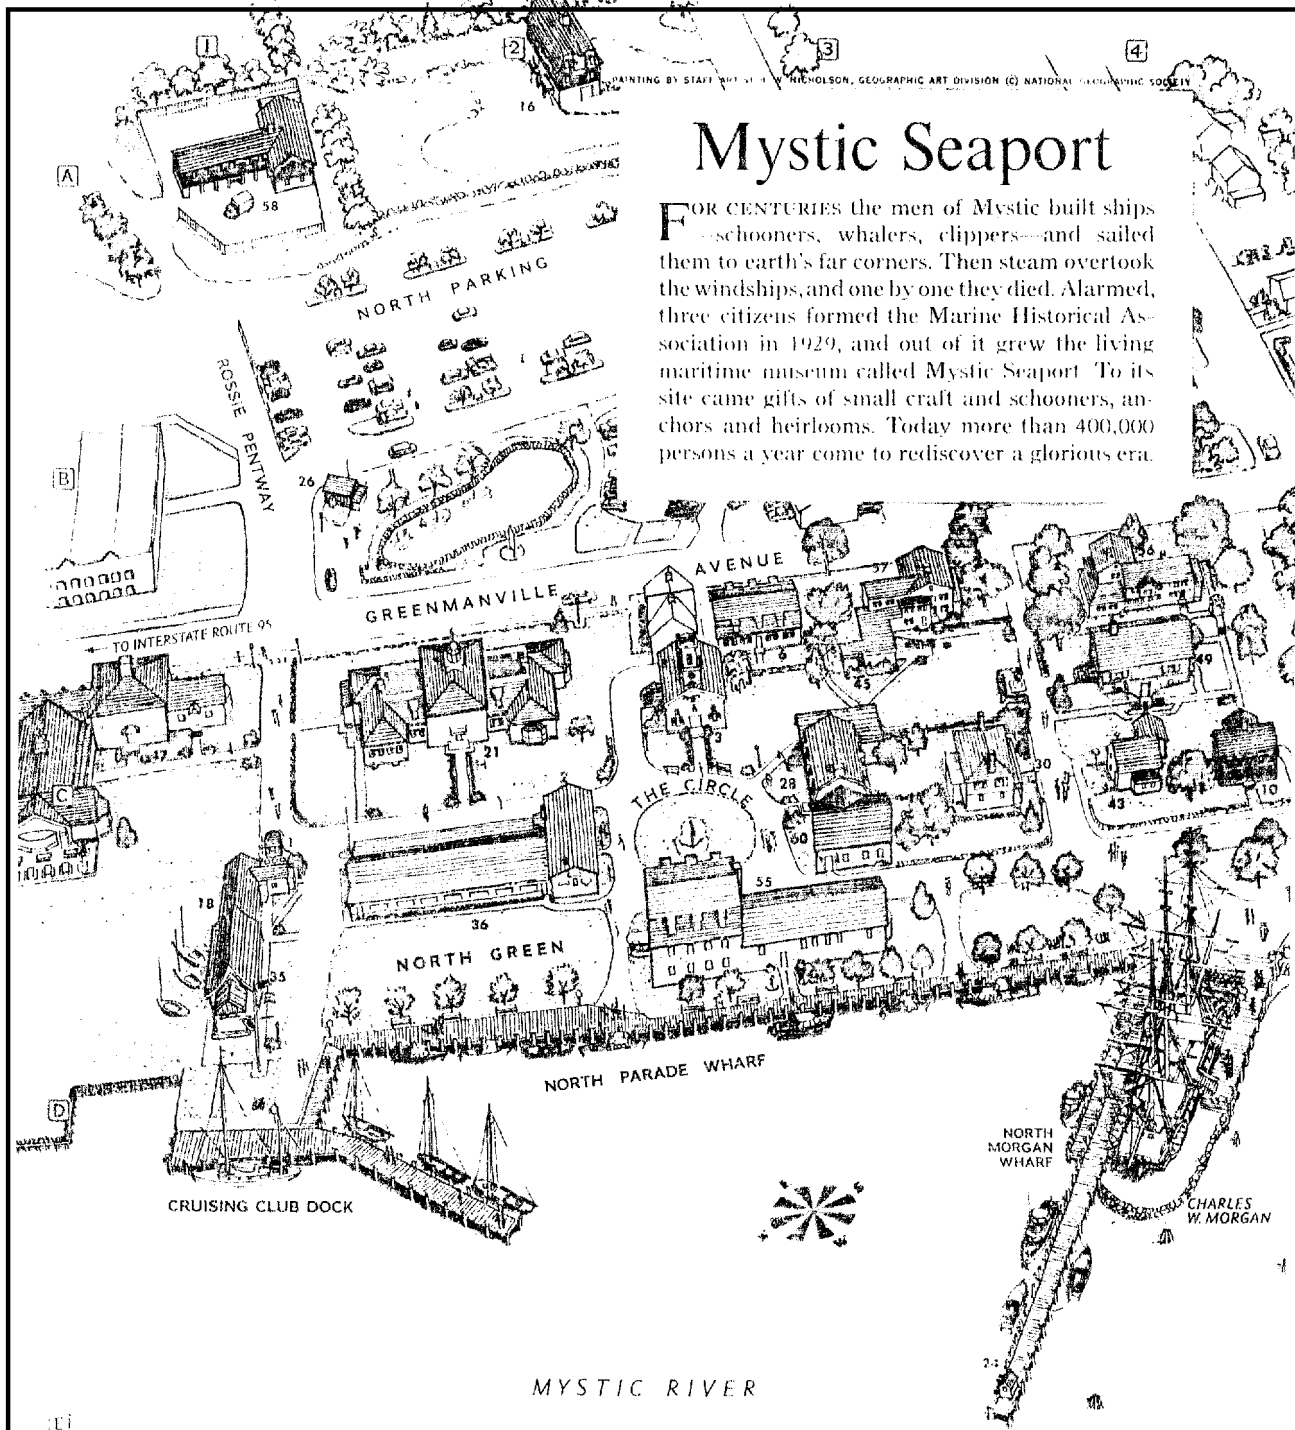 1
2
3
4
PAINTING BY STAFF NICHOLSON, GEOGRAPHIC ART DIVISION (C) NATIONAL GEOGRAPHIC SOCIETY
16
Mystic Seaport
A
58
FOR CENTURIES the men of Mystic built ships
—schooners, whalers, clippers—and sailed
them to earth's far corners. Then steam overtook
the windships, and one by one they died. Alarmed,
three citizens formed the Marine Historical As-
sociation in 1929, and out of it grew the living
maritime museum called Mystic Seaport. To its
site came gifts of small craft and schooners, an-
chors and heirlooms. Today more than 400,000
persons a year come to rediscover a glorious era.
NORTH PARKING
ROSSIE PENTWAY
B
26
GREENMANVILLE AVENUE
57
56
TO INTERSTATE ROUTE 95
45
49
47
21
3
30
28
THE CIRCLE
C
43
10
60
18
55
36
35
NORTH GREEN
NORTH PARADE WHARF
D
NORTH
MORGAN
WHARF
CRUISING CLUB DOCK
CHARLES
W. MORGAN
24
MYSTIC RIVER
E